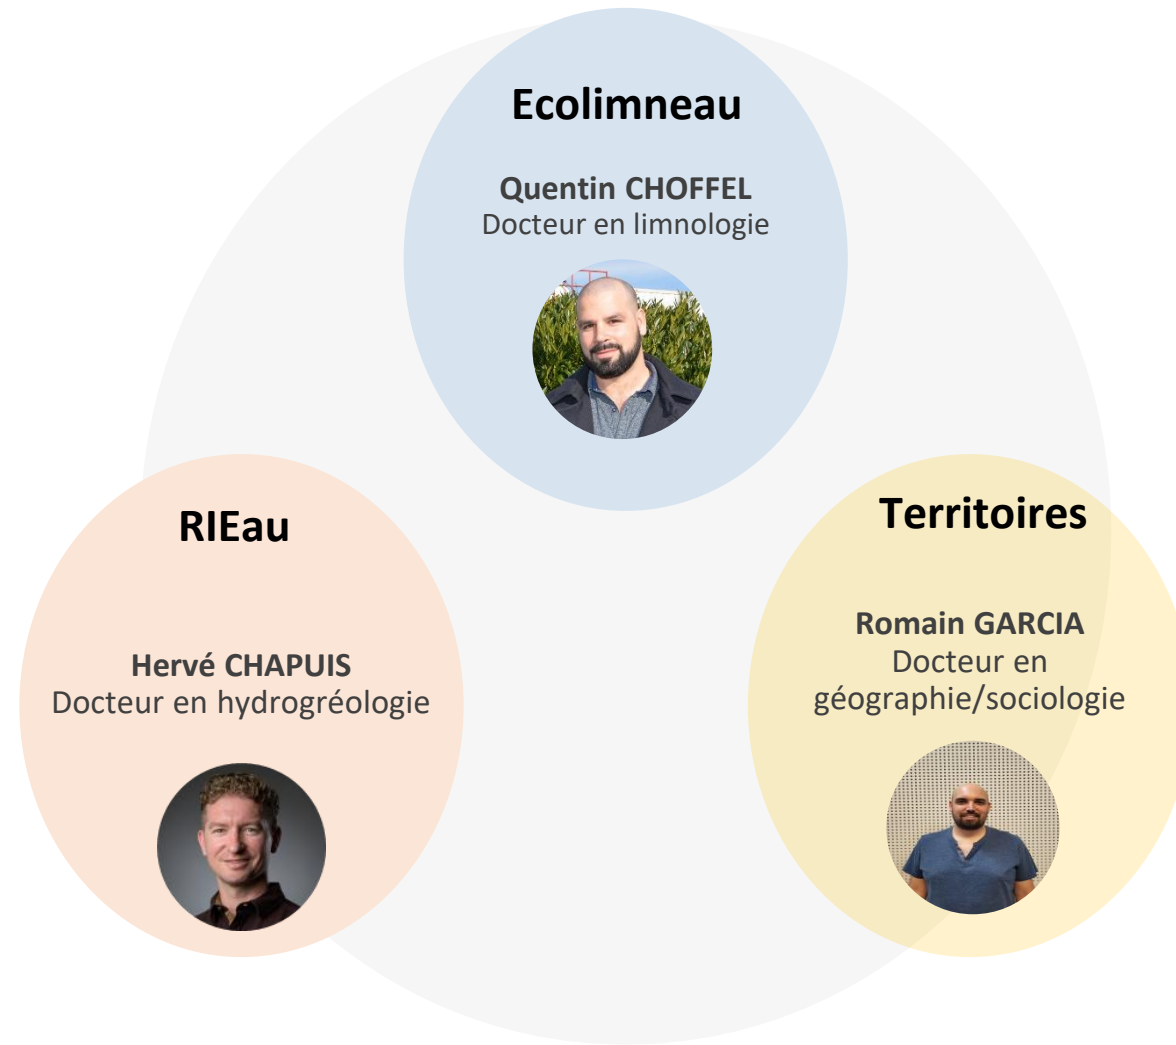 Ecolimneau
Quentin CHOFFEL
Docteur en limnologie
RIEau
Hervé CHAPUIS
Docteur en hydrogréologie
Territoires
Romain GARCIA
Docteur en
géographie/sociologie